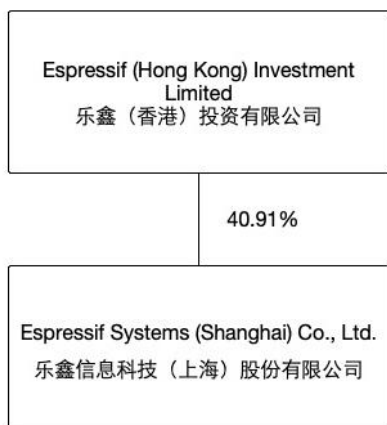 Espressif (Hong Kong) Investment
Limited
乐鑫（香港）投资有限公司
40.91%
Espressif Systems (Shanghai) Co., Ltd.
乐鑫信息科技（上海）股份有限公司